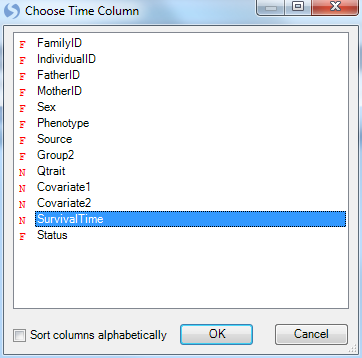 Choose Time Column
F FamilyID
F IndividualID
F FatherID
F MotherID
F Sex
F Phenotype
F Source
F Group2
N Qtrait
N Covariate1
N Covariate2
N SurvivalTime
F Status
Sort columns alphabetically
OK
Cancel